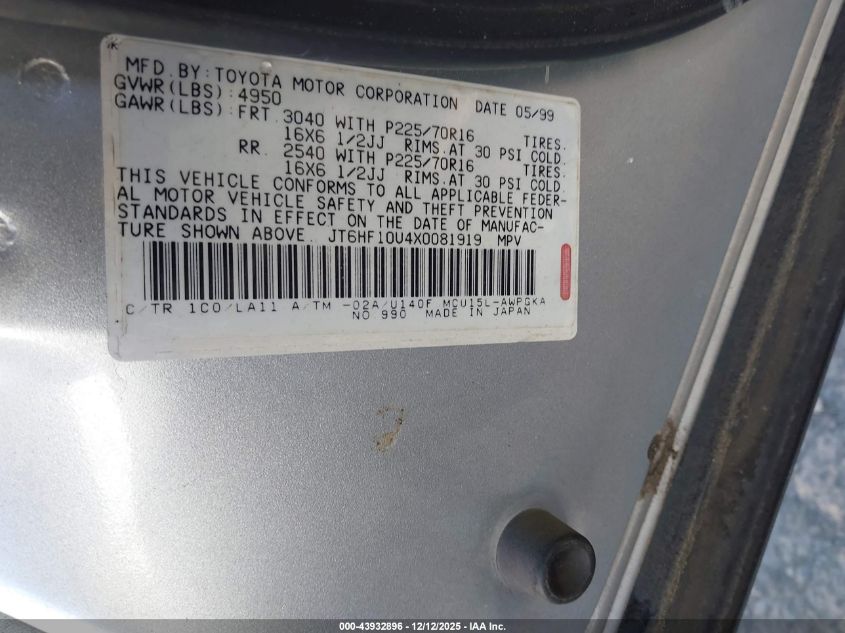 MFD.BY:TOYOTA MOTOR CORPORATION DATE 05/99
GVWR(LBS):4950
GAWR(LBS):FRT. 3040 WITH P225/70R16 TIRES.
16X6 1/2JJ RIMS.AT 30 PSI COLD.
RR. 2540 WITH P225/70R16 TIRES.
16X6 1/2JJ RIMS.AT 30 PSI COLD.
THIS VEHICLE CONFORMS TO ALL APPLICABLE FEDER-
AL MOTOR VEHICLE SAFETY AND THEFT PREVENTION
STANDARDS IN EFFECT ON THE DATE OF MANUFAC-
TURE SHOWN ABOVE. JT6HF10U4X0081919 MPV
C/TR 1C0/LA11 A/TM -02A/U140F MCU15L-AWPGKA
NO 990 MADE IN JAPAN
000-43932896 - 12/12/2025 - IAA Inc.